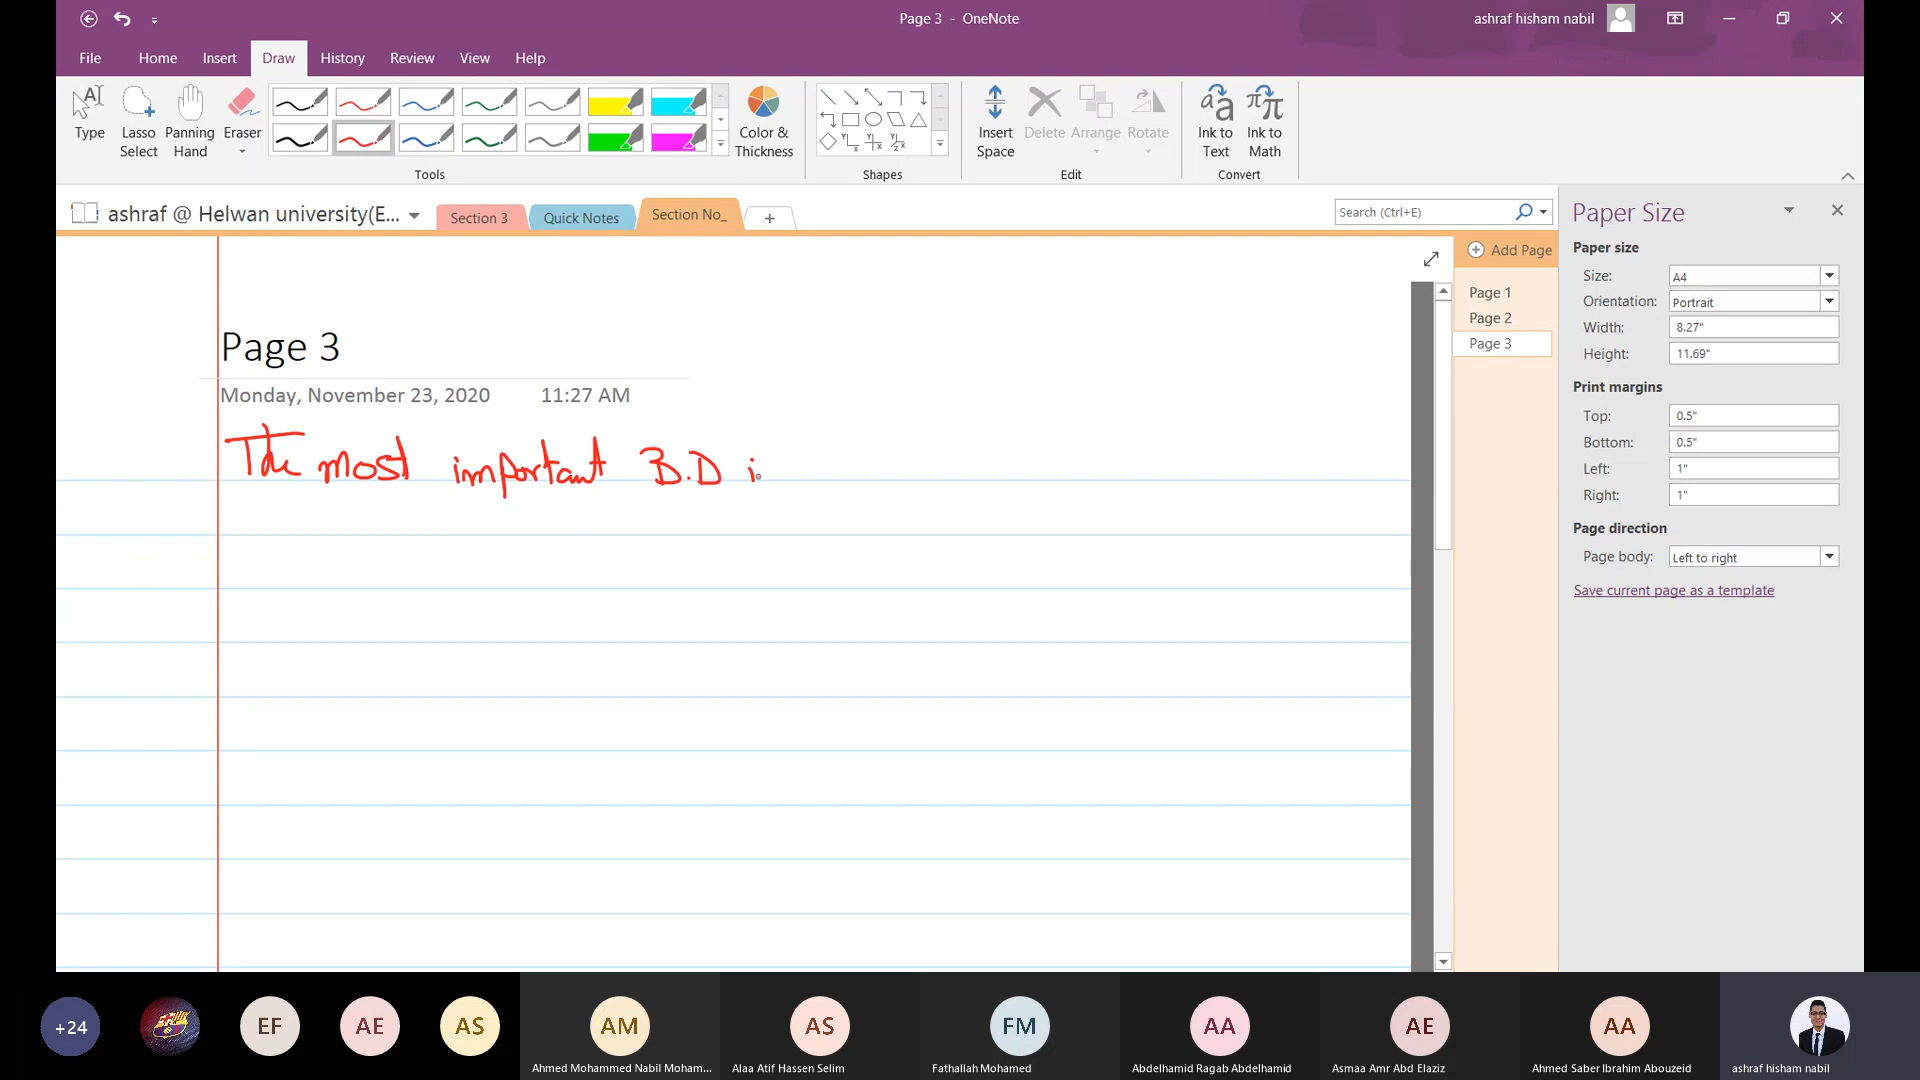 Page 3 - OneNote
ashraf hisham nabil
File Home Insert Draw History Review View Help
Type
Lasso Select
Panning Hand
Eraser
Color & Thickness
Insert Space
Delete
Arrange
Rotate
Ink to Text
Ink to Math
Tools
Shapes
Edit
Convert
ashraf @ Helwan university(E...
Section 3
Quick Notes
Section No_
Search (Ctrl+E)
Add Page
Page 1
Page 2
Page 3
Page 3
Monday, November 23, 2020 11:27 AM
The most important B.D i
Paper Size
Paper size
Size: A4
Orientation: Portrait
Width: 8.27"
Height: 11.69"
Print margins
Top: 0.5"
Bottom: 0.5"
Left: 1"
Right: 1"
Page direction
Page body: Left to right
Save current page as a template
+24 EF AE AS AM AS FM AA AE AA
Ahmed Mohammed Nabil Moham... Alaa Atif Hassen Selim Fathallah Mohamed Abdelhamid Ragab Abdelhamid Asmaa Amr Abd Elaziz Ahmed Saber Ibrahim Abouzeid ashraf hisham nabil